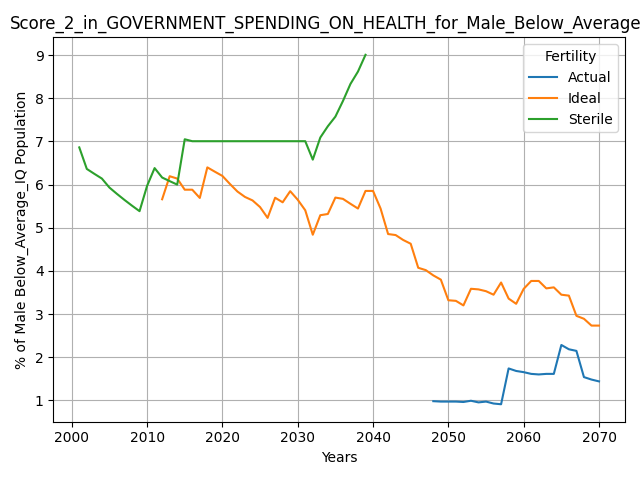 Score_2_in_GOVERNMENT_SPENDING_ON_HEALTH_for_Male_Below_Average
% of Male Below_Average_IQ Population
9
8
7
6
5
4
3
2
1
Fertility
Actual
Ideal
Sterile
2000 2010 2020 2030 2040 2050 2060 2070
Years